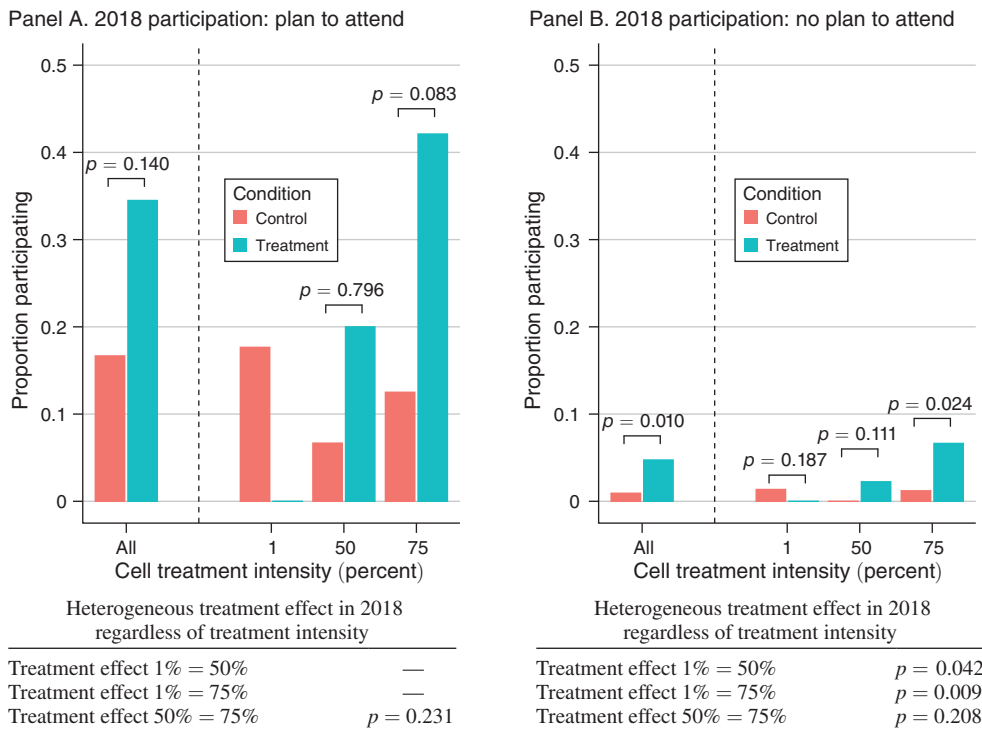 Panel A. 2018 participation: plan to attend
0.5
0.4
0.3
0.2
0.1
0
Proportion participating
p = 0.140
p = 0.796
p = 0.083
Condition
Control
Treatment
All
1
50
75
Cell treatment intensity (percent)
Heterogeneous treatment effect in 2018
regardless of treatment intensity
Treatment effect 1% = 50% —
Treatment effect 1% = 75% —
Treatment effect 50% = 75% p = 0.231
Panel B. 2018 participation: no plan to attend
0.5
0.4
0.3
0.2
0.1
0
Proportion participating
p = 0.010
p = 0.187
p = 0.111
p = 0.024
Condition
Control
Treatment
All
1
50
75
Cell treatment intensity (percent)
Heterogeneous treatment effect in 2018
regardless of treatment intensity
Treatment effect 1% = 50% p = 0.042
Treatment effect 1% = 75% p = 0.009
Treatment effect 50% = 75% p = 0.208